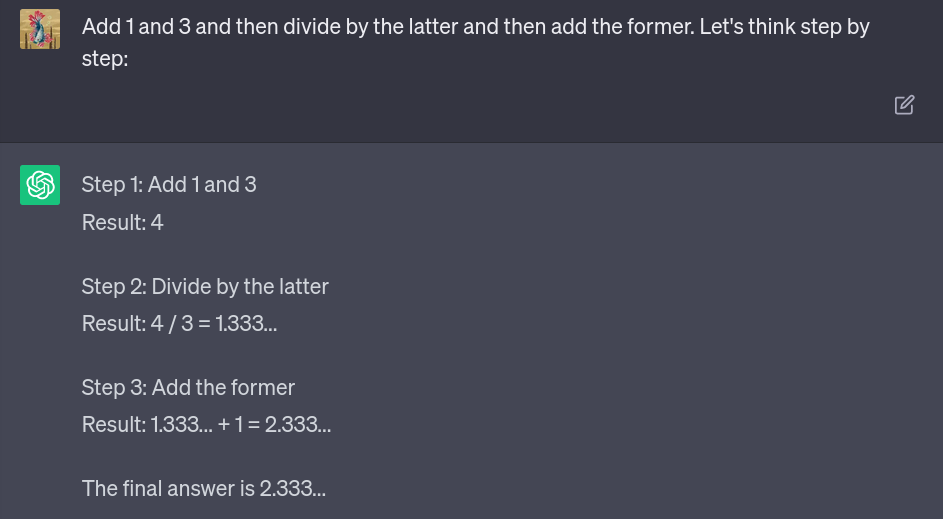 Add 1 and 3 and then divide by the latter and then add the former. Let's think step by
step:
Step 1: Add 1 and 3
Result: 4
Step 2: Divide by the latter
Result: 4 / 3 = 1.333...
Step 3: Add the former
Result: 1.333... + 1 = 2.333...
The final answer is 2.333...